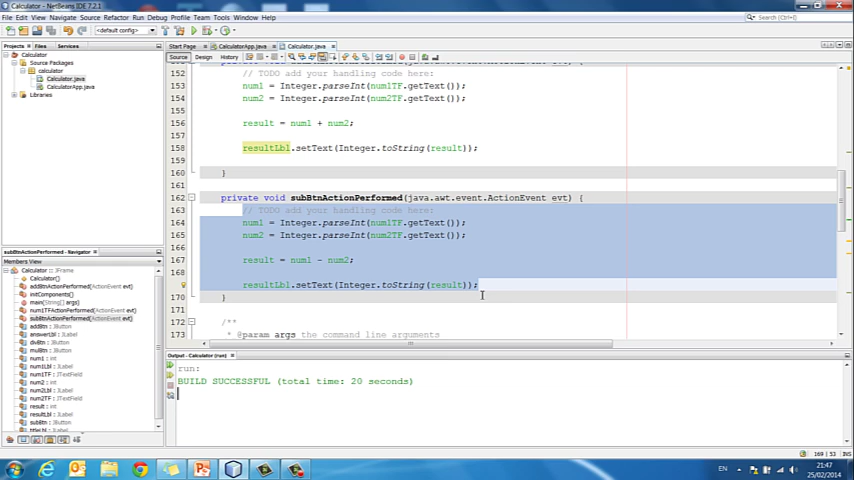 Calculator - NetBeans IDE 7.2.1
File Edit View Navigate Source Refactor Run Debug Profile Team Tools Window Help
Search (Ctrl+I)
<default config>
Projects Files Services
Start Page CalculatorApp.java Calculator.java
Source Design History
Calculator
Source Packages
calculator
Calculator.java
CalculatorApp.java
Libraries
152 // TODO add your handling code here:
153 num1 = Integer.parseInt(num1TF.getText());
154 num2 = Integer.parseInt(num2TF.getText());
155
156 result = num1 + num2;
157
158 resultLbl.setText(Integer.toString(result));
159
160 }
161
162 private void subBtnActionPerformed(java.awt.event.ActionEvent evt) {
163 // TODO add your handling code here:
164 num1 = Integer.parseInt(num1TF.getText());
165 num2 = Integer.parseInt(num2TF.getText());
166
167 result = num1 - num2;
168
169 resultLbl.setText(Integer.toString(result));
170 }
171
172 /**
173 * @param args the command line arguments
subBtnActionPerformed - Navigator
Members View
Calculator :: JFrame
Calculator()
addBtnActionPerformed(ActionEvent evt)
initComponents()
main(String[] args)
num1TFActionPerformed(ActionEvent evt)
subBtnActionPerformed(ActionEvent evt)
addBtn : JButton
answerLbl : JLabel
divBtn : JButton
mulBtn : JButton
num1 : int
num1Lbl : JLabel
num1TF : JTextField
num2 : int
num2Lbl : JLabel
num2TF : JTextField
result : int
resultLbl : JLabel
subBtn : JButton
Output - Calculator (run)
run:
BUILD SUCCESSFUL (total time: 20 seconds)
169 | 53 INS
EN
21:47
25/02/2014